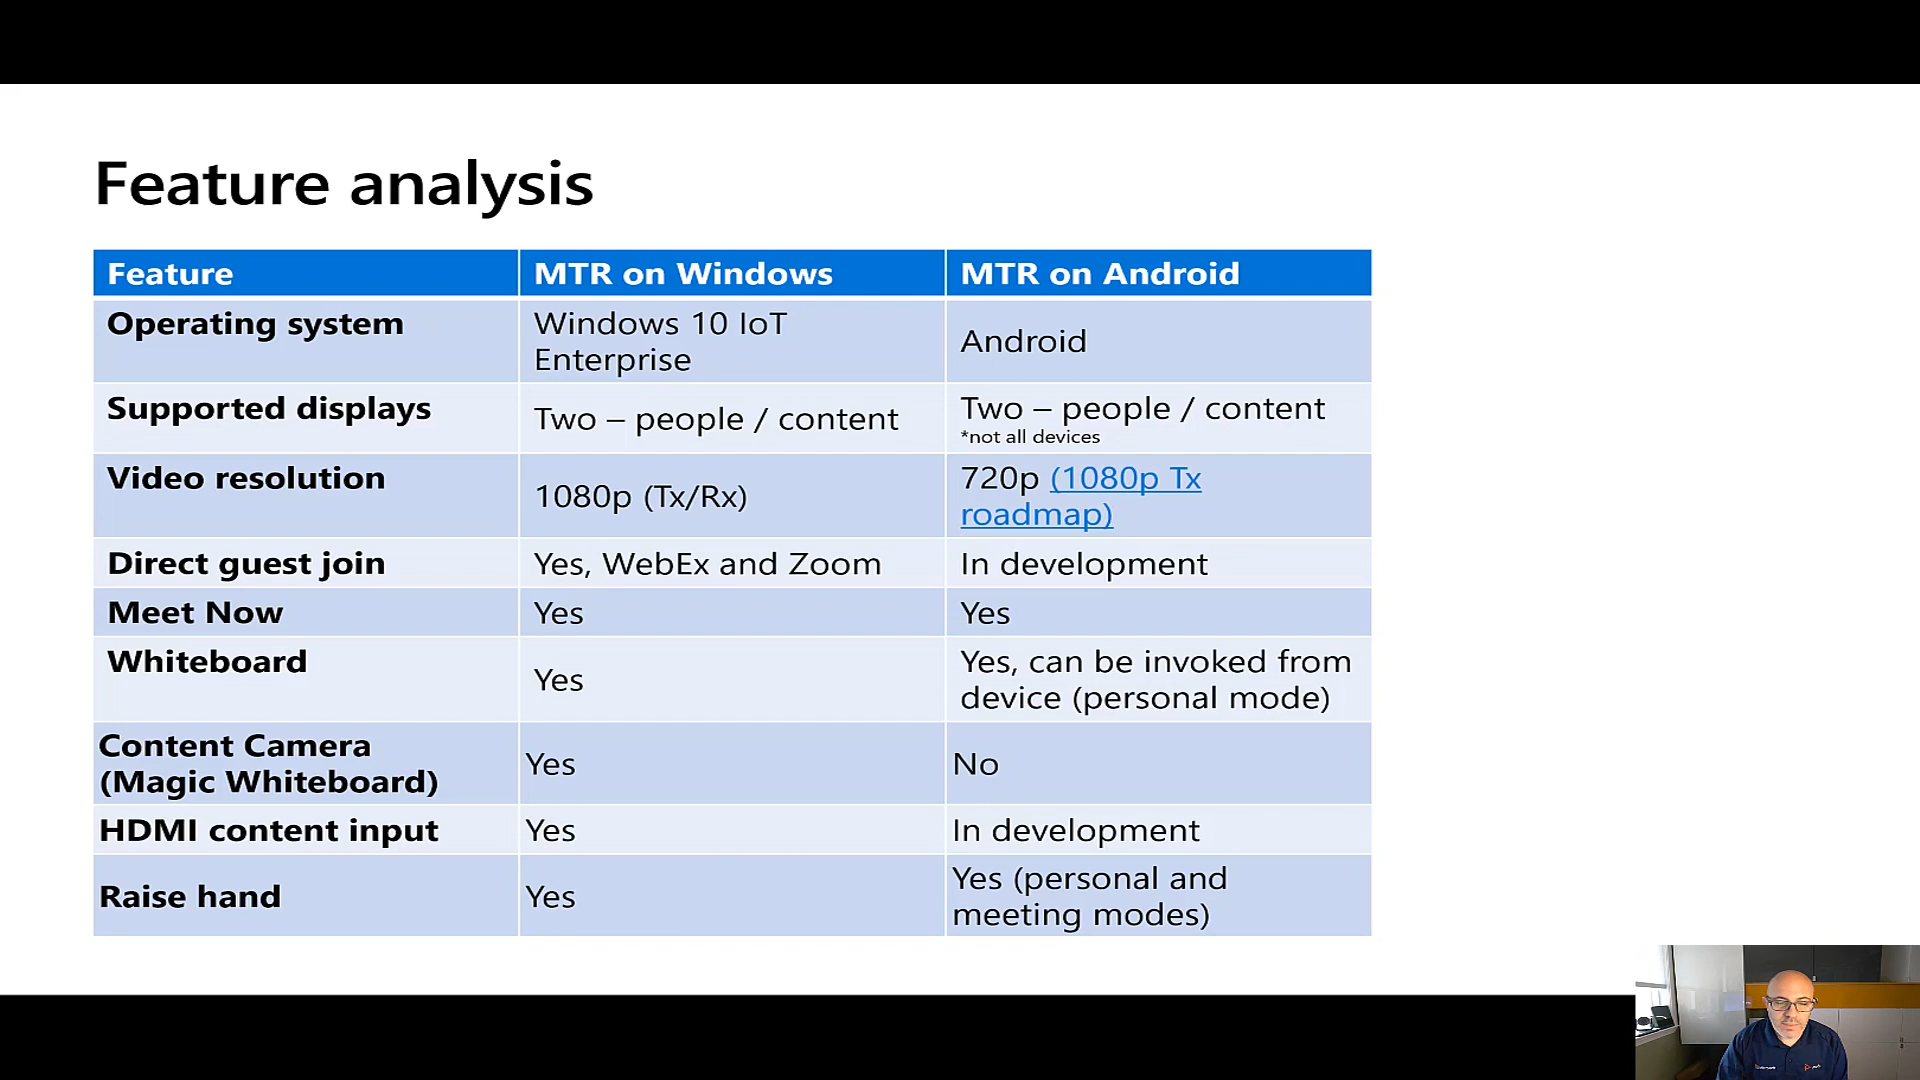 Feature analysis
Feature MTR on Windows MTR on Android
Operating system Windows 10 IoT Enterprise Android
Supported displays Two – people / content Two – people / content
*not all devices
Video resolution 1080p (Tx/Rx) 720p (1080p Tx roadmap)
Direct guest join Yes, WebEx and Zoom In development
Meet Now Yes Yes
Whiteboard Yes Yes, can be invoked from device (personal mode)
Content Camera (Magic Whiteboard) Yes No
HDMI content input Yes In development
Raise hand Yes Yes (personal and meeting modes)